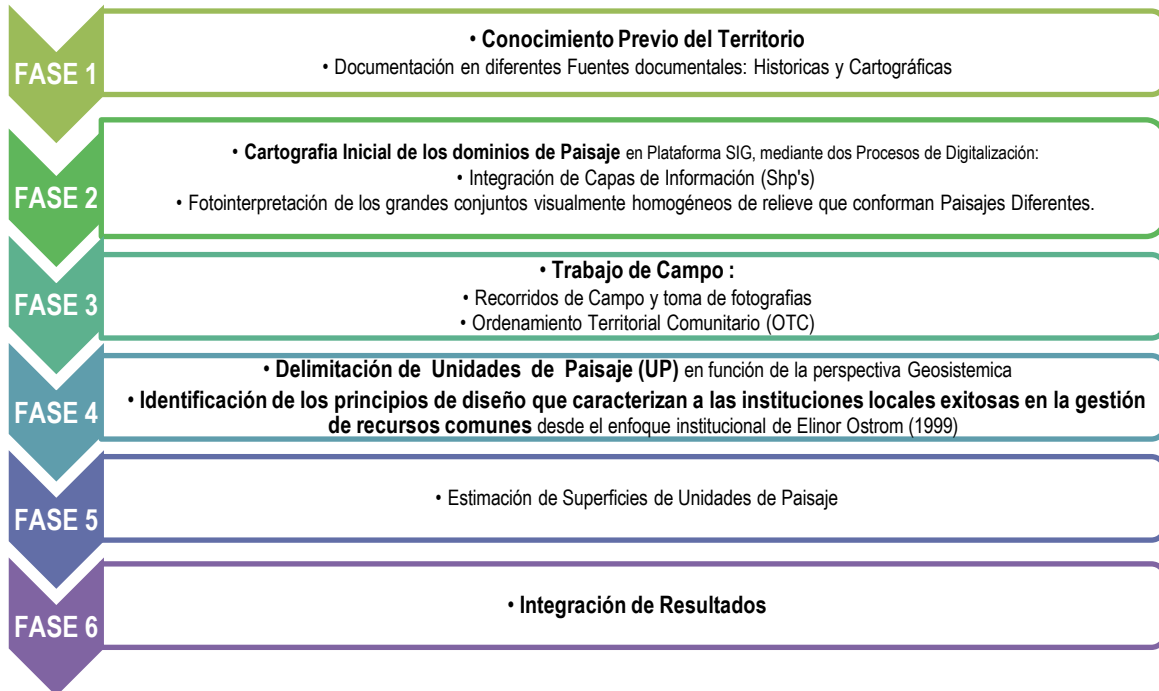 FASE 1
• Conocimiento Previo del Territorio
• Documentación en diferentes Fuentes documentales: Historicas y Cartográficas
FASE 2
• Cartografia Inicial de los dominios de Paisaje en Plataforma SIG, mediante dos Procesos de Digitalización:
• Integración de Capas de Información (Shp's)
• Fotointerpretación de los grandes conjuntos visualmente homogéneos de relieve que conforman Paisajes Diferentes.
FASE 3
• Trabajo de Campo :
• Recorridos de Campo y toma de fotografias
• Ordenamiento Territorial Comunitario (OTC)
FASE 4
• Delimitación de Unidades de Paisaje (UP) en función de la perspectiva Geosistemica
• Identificación de los principios de diseño que caracterizan a las instituciones locales exitosas en la gestión
de recursos comunes desde el enfoque institucional de Elinor Ostrom (1999)
FASE 5
• Estimación de Superficies de Unidades de Paisaje
FASE 6
• Integración de Resultados